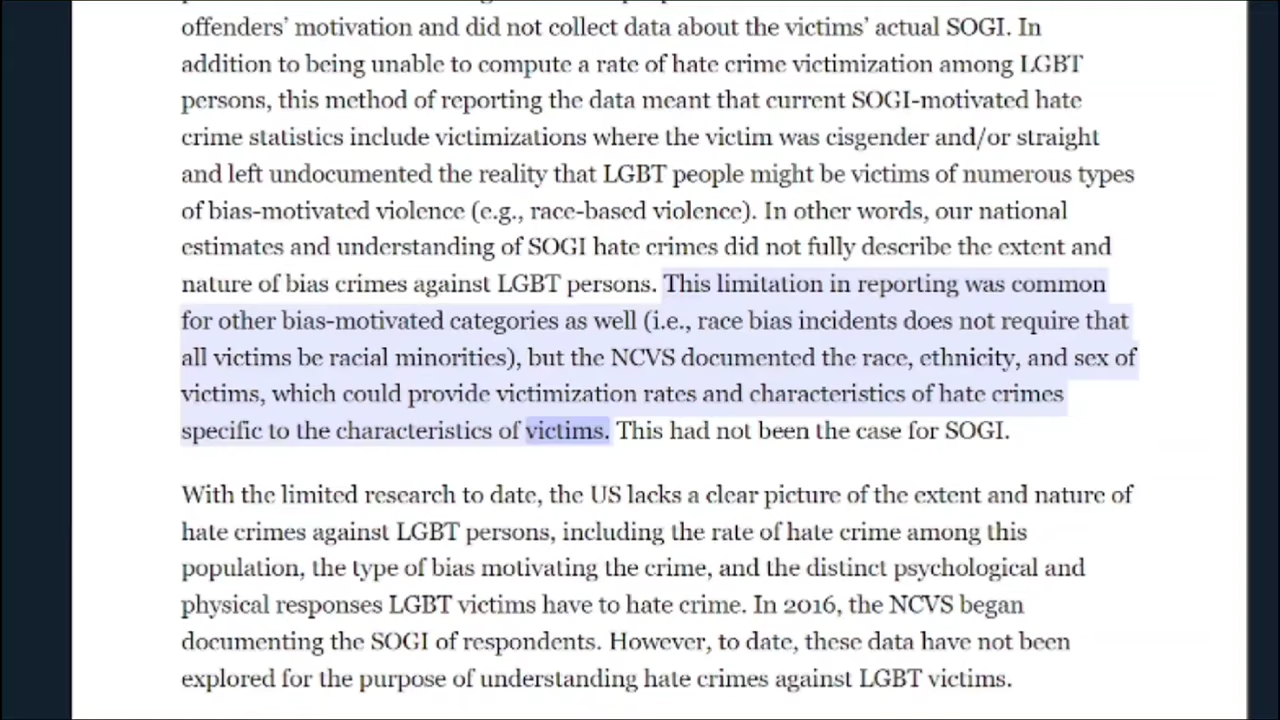 offenders’ motivation and did not collect data about the victims’ actual SOGI. In
addition to being unable to compute a rate of hate crime victimization among LGBT
persons, this method of reporting the data meant that current SOGI-motivated hate
crime statistics include victimizations where the victim was cisgender and/or straight
and left undocumented the reality that LGBT people might be victims of numerous types
of bias-motivated violence (e.g., race-based violence). In other words, our national
estimates and understanding of SOGI hate crimes did not fully describe the extent and
nature of bias crimes against LGBT persons. This limitation in reporting was common
for other bias-motivated categories as well (i.e., race bias incidents does not require that
all victims be racial minorities), but the NCVS documented the race, ethnicity, and sex of
victims, which could provide victimization rates and characteristics of hate crimes
specific to the characteristics of victims. This had not been the case for SOGI.
With the limited research to date, the US lacks a clear picture of the extent and nature of
hate crimes against LGBT persons, including the rate of hate crime among this
population, the type of bias motivating the crime, and the distinct psychological and
physical responses LGBT victims have to hate crime. In 2016, the NCVS began
documenting the SOGI of respondents. However, to date, these data have not been
explored for the purpose of understanding hate crimes against LGBT victims.